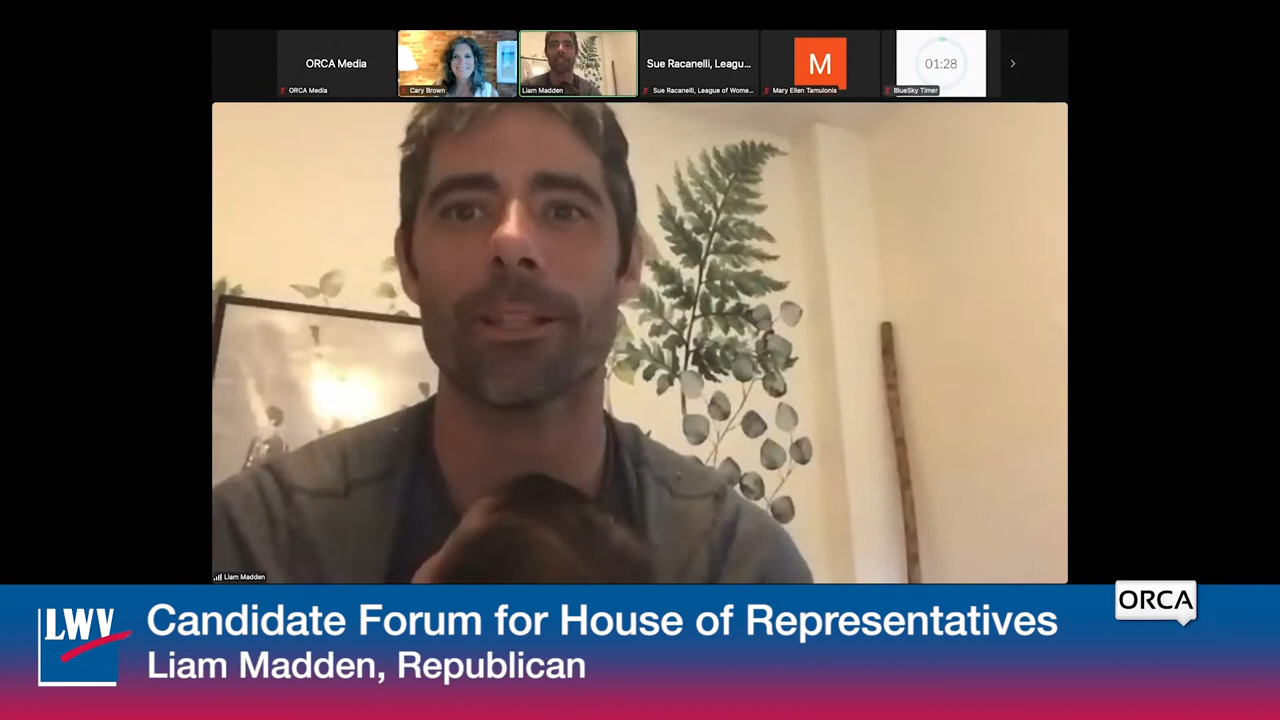 ORCA Media
Sue Racanelli, Leagu...
M
01:28
ORCA Media
Cary Brown
Liam Madden
Sue Racanelli, League of Wome...
Mary Ellen Tamulonis
BlueSky Timer
Liam Madden
ORCA
LWV
Candidate Forum for House of Representatives
Liam Madden, Republican